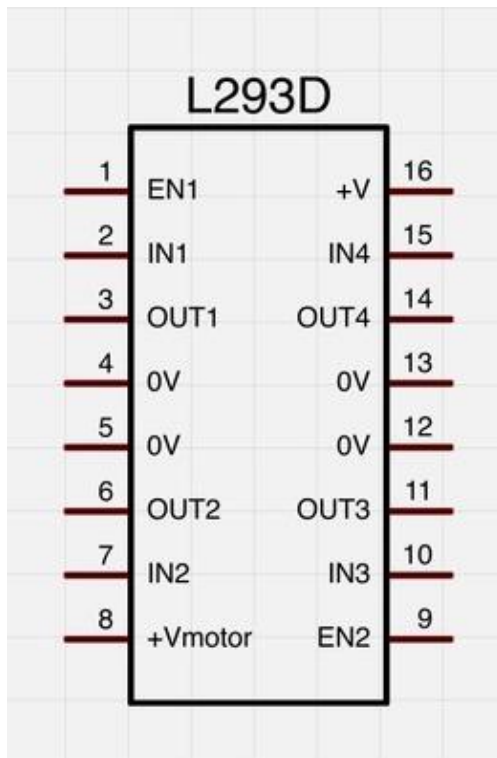 L293D
1 EN1 +V 16
2 IN1 IN4 15
3 OUT1 OUT4 14
4 0V 0V 13
5 0V 0V 12
6 OUT2 OUT3 11
7 IN2 IN3 10
8 +Vmotor EN2 9